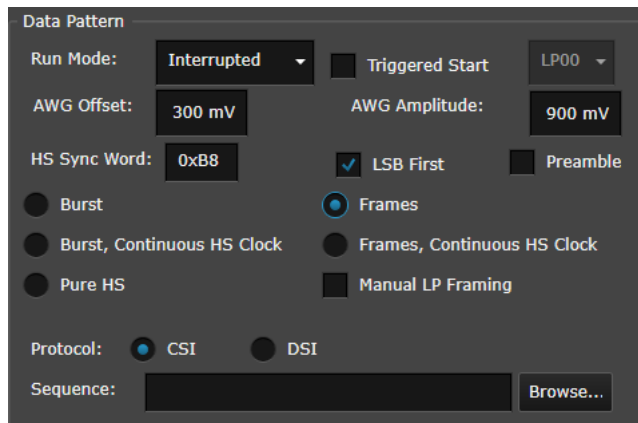 Data Pattern
Run Mode: Interrupted Triggered Start LP00
AWG Offset: 300 mV AWG Amplitude: 900 mV
HS Sync Word: 0xB8 LSB First Preamble
Burst Frames
Burst, Continuous HS Clock Frames, Continuous HS Clock
Pure HS Manual LP Framing
Protocol: CSI DSI
Sequence: Browse...